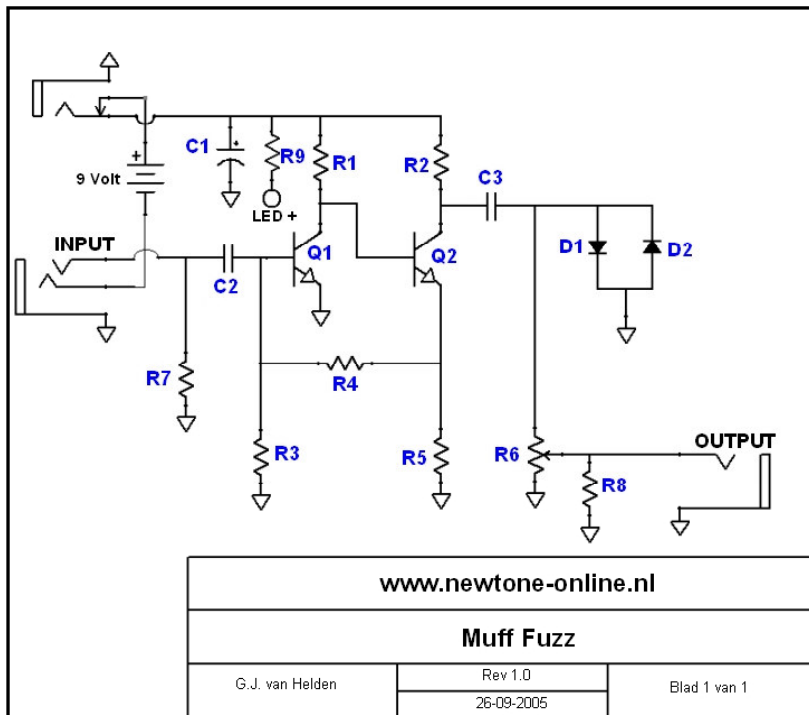 C1
+
R9
R1
R2
C3
+
9 Volt
LED +
INPUT
Q1
Q2
D1
D2
C2
R7
R4
R3
R5
R6
OUTPUT
R8
www.newtone-online.nl
Muff Fuzz
G.J. van Helden
Rev 1.0
Blad 1 van 1
26-09-2005